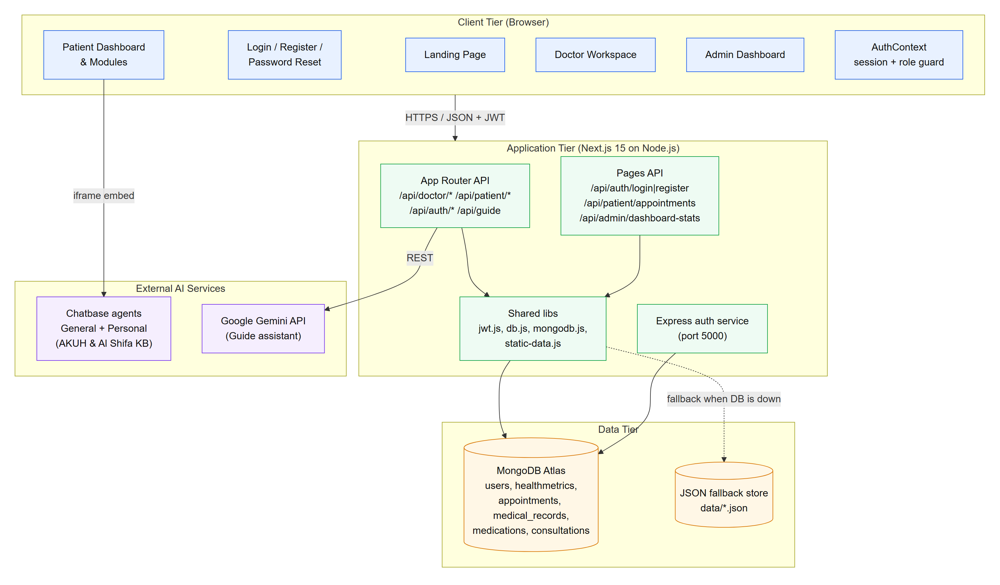 Client Tier (Browser)
Patient Dashboard
& Modules
Login / Register /
Password Reset
Landing Page
Doctor Workspace
Admin Dashboard
AuthContext
session + role guard
HTTPS / JSON + JWT
iframe embed
Application Tier (Next.js 15 on Node.js)
App Router API
/api/doctor/* /api/patient/*
/api/auth/* /api/guide
Pages API
/api/auth/login|register
/api/patient/appointments
/api/admin/dashboard-stats
REST
External AI Services
Chatbase agents
General + Personal
(AKUH & Al Shifa KB)
Google Gemini API
(Guide assistant)
Shared libs
jwt.js, db.js, mongodb.js,
static-data.js
Express auth service
(port 5000)
fallback when DB is down
Data Tier
MongoDB Atlas
users, healthmetrics,
appointments,
medical_records,
medications, consultations
JSON fallback store
data/*.json